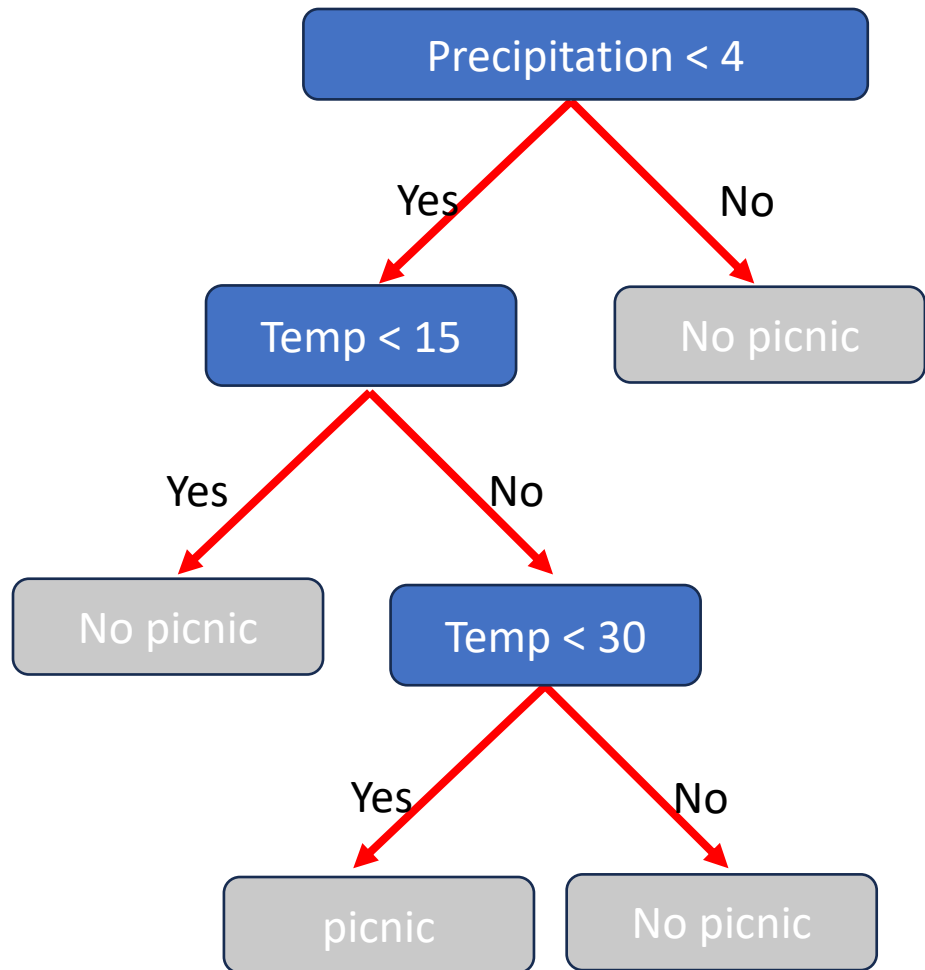 Precipitation < 4
Yes
No
Temp < 15
No picnic
Yes
No
No picnic
Temp < 30
Yes
No
picnic
No picnic